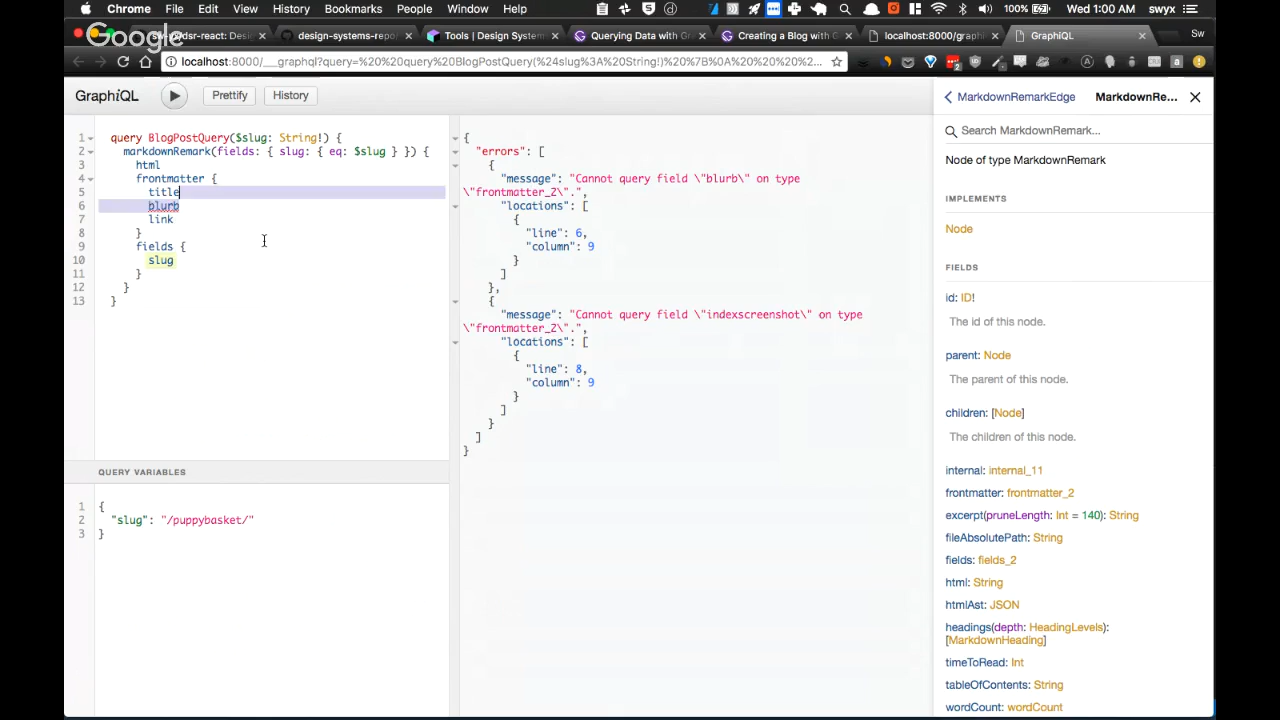 Chrome File Edit View History Bookmarks People Window Help
100% Wed 1:00 AM swyx
Google
design-systems-repo/
Tools | Design System
Querying Data with Gr
Creating a Blog with G
localhost:8000/graphi
GraphiQL
Sw
localhost:8000/___graphql?query=%20%20query%20BlogPostQuery(%24slug%3A%20String!)%20%7B%0A%20%20%20%2...
GraphiQL
Prettify
History
1 query BlogPostQuery($slug: String!) {
2 markdownRemark(fields: { slug: { eq: $slug } }) {
3 html
4 frontmatter {
5 title
6 blurb
7 link
8 }
9 fields {
10 slug
11 }
12 }
13 }
QUERY VARIABLES
1 {
2 "slug": "/puppybasket/"
3 }
{
"errors": [
{
"message": "Cannot query field \"blurb\" on type
\"frontmatter_2\".",
"locations": [
{
"line": 6,
"column": 9
}
]
},
{
"message": "Cannot query field \"indexscreenshot\" on type
\"frontmatter_2\".",
"locations": [
{
"line": 8,
"column": 9
}
]
}
]
}
MarkdownRemarkEdge
MarkdownRe...
Search MarkdownRemark...
Node of type MarkdownRemark
IMPLEMENTS
Node
FIELDS
id: ID!
The id of this node.
parent: Node
The parent of this node.
children: [Node]
The children of this node.
internal: internal_11
frontmatter: frontmatter_2
excerpt(pruneLength: Int = 140): String
fileAbsolutePath: String
fields: fields_2
html: String
htmlAst: JSON
headings(depth: HeadingLevels):
[MarkdownHeading]
timeToRead: Int
tableOfContents: String
wordCount: wordCount